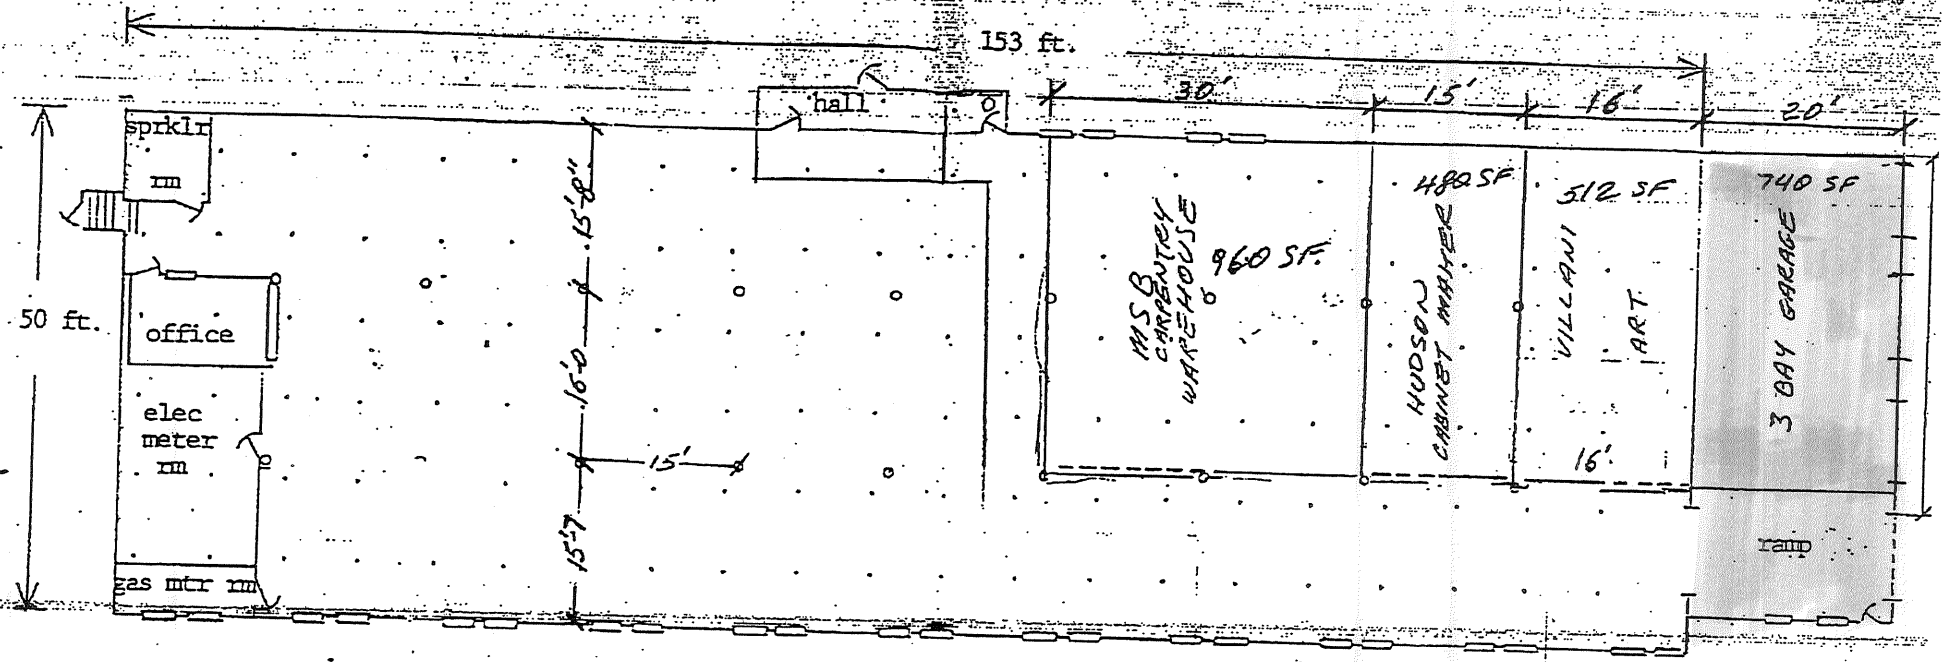 153 ft.
30'
15'
16'
20'
hall
sprklr
rm
15'-8"
480 SF
512 SF
740 SF
MSB
CARPENTRY
WAREHOUSE
960 SF.
HUDSON
CABINET MAKER
VILLANI
ART.
3 BAY GARAGE
50 ft.
office
16'-0
elec
meter
rm
15'
16'
15'-7
ramp
gas mtr rm